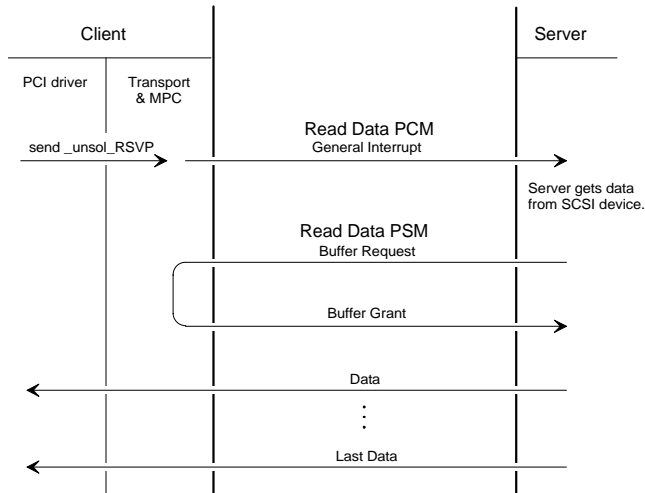 Client
Server
PCI driver
Transport
& MPC
send _unsol_RSVP
Read Data PCM
General Interrupt
Server gets data
from SCSI device.
Read Data PSM
Buffer Request
Buffer Grant
Data
Last Data